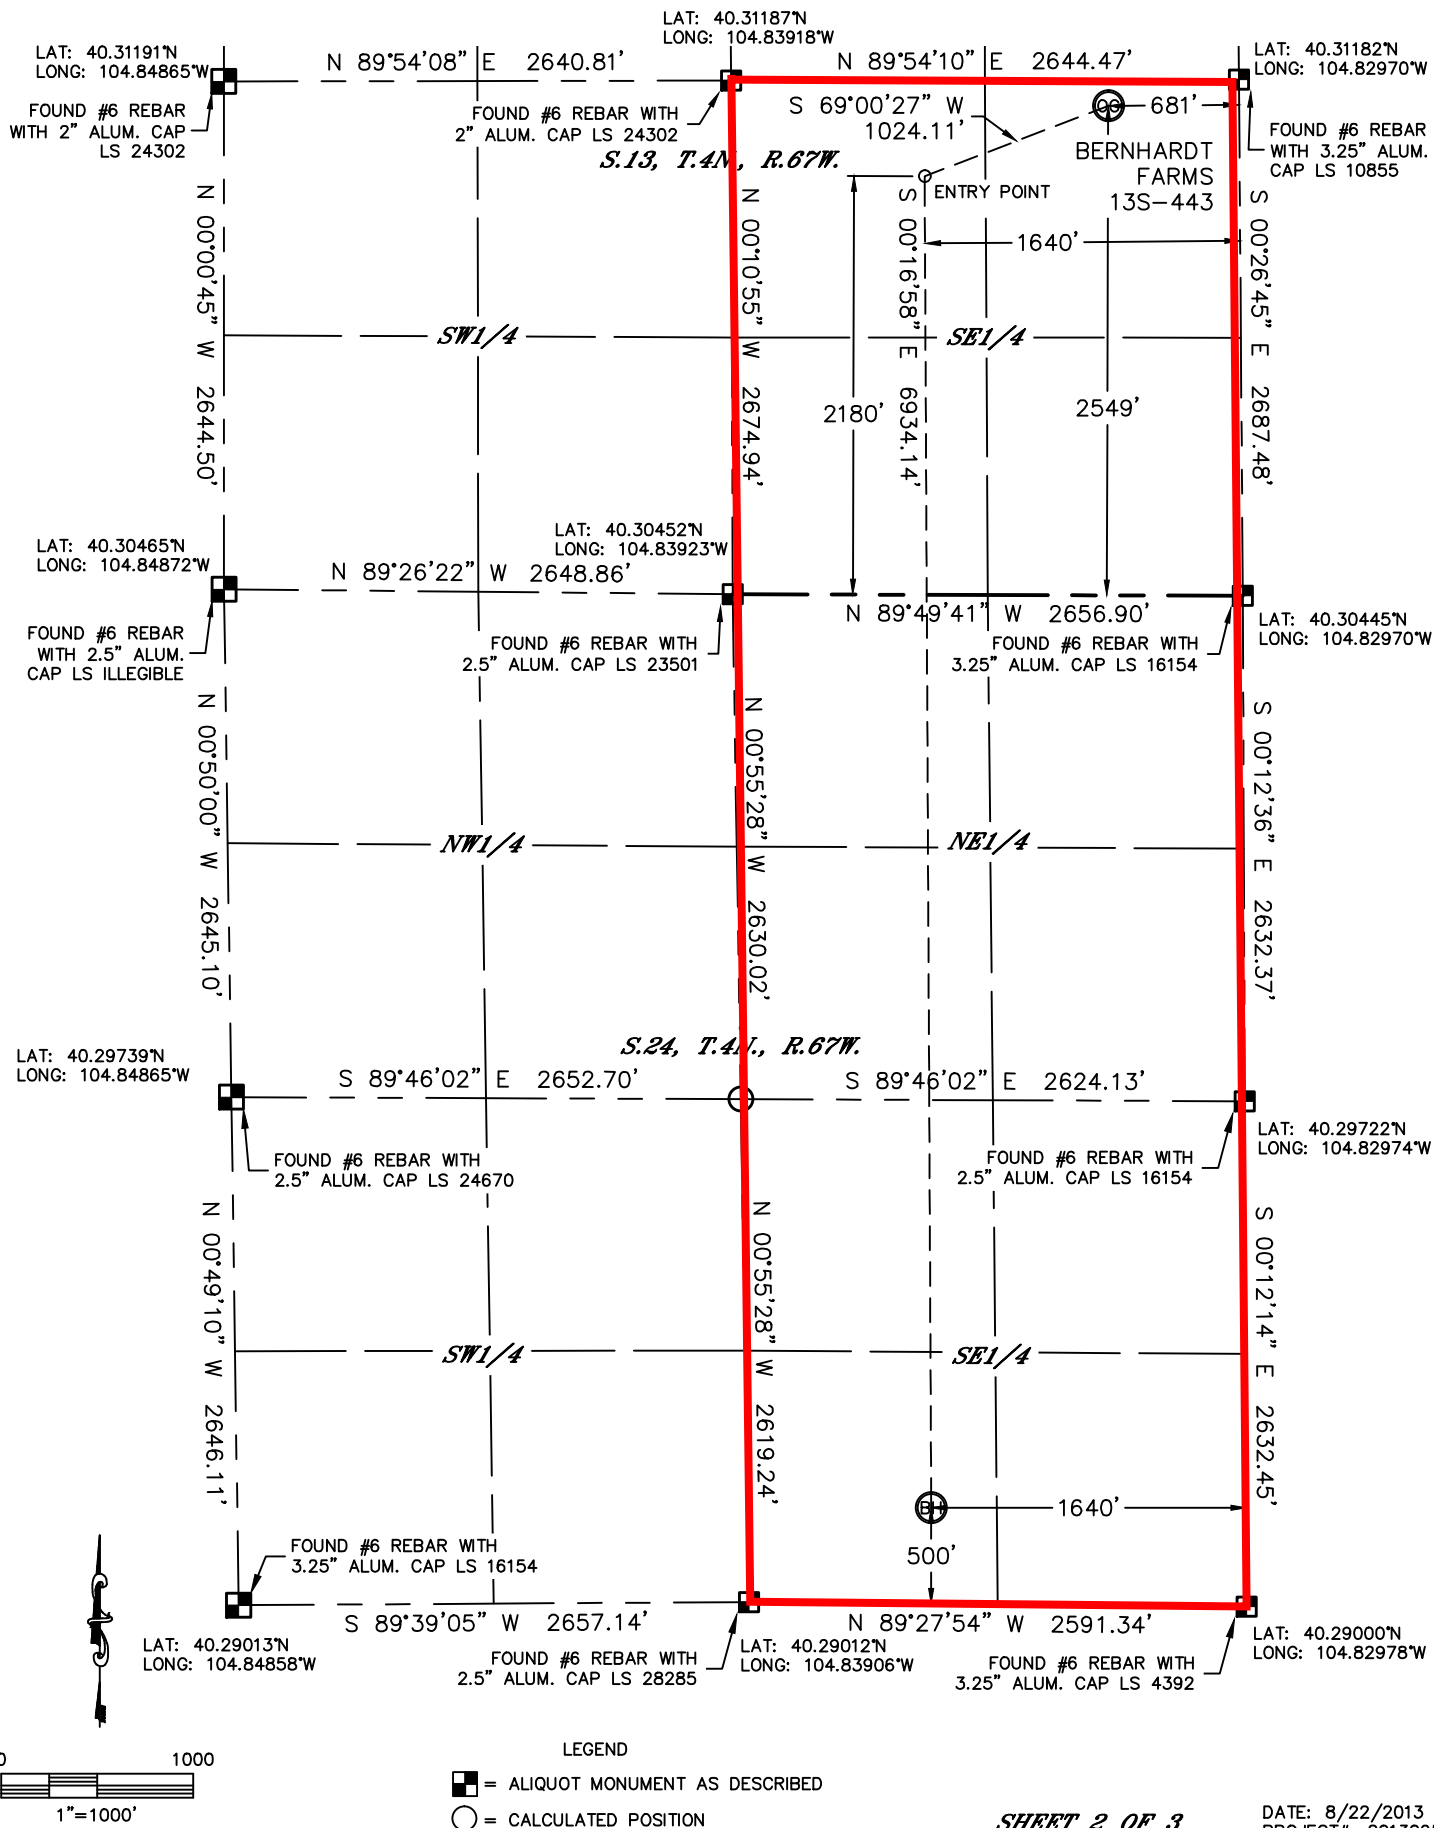 LAT: 40.31187°N
LONG: 104.83918°W
LAT: 40.31191°N
LONG: 104.84865°W
N 89°54'08" E 2640.81'
N 89°54'10" E 2644.47'
LAT: 40.31182°N
LONG: 104.82970°W
FOUND #6 REBAR
WITH 2" ALUM. CAP
LS 24302
FOUND #6 REBAR WITH
2" ALUM. CAP LS 24302
S 69°00'27" W
1024.11'
OG
681'
FOUND #6 REBAR
WITH 3.25" ALUM.
CAP LS 10855
S.13, T.4N., R.67W.
BERNHARDT
FARMS
13S-443
ENTRY POINT
1640'
N 00°00'45" W 2644.50'
N 00°10'55" W 2674.94'
S 00°16'58" E 6934.14'
S 00°26'45" E 2687.48'
SW1/4
SE1/4
2180'
2549'
LAT: 40.30465°N
LONG: 104.84872°W
LAT: 40.30452°N
LONG: 104.83923°W
N 89°26'22" W 2648.86'
N 89°49'41" W 2656.90'
LAT: 40.30445°N
LONG: 104.82970°W
FOUND #6 REBAR
WITH 2.5" ALUM.
CAP LS ILLEGIBLE
FOUND #6 REBAR WITH
2.5" ALUM. CAP LS 23501
FOUND #6 REBAR WITH
3.25" ALUM. CAP LS 16154
N 00°50'00" W 2645.10'
N 00°55'28" W 2630.02'
S 00°12'36" E 2632.37'
NW1/4
NE1/4
S.24, T.4N., R.67W.
LAT: 40.29739°N
LONG: 104.84865°W
S 89°46'02" E 2652.70'
S 89°46'02" E 2624.13'
LAT: 40.29722°N
LONG: 104.82974°W
FOUND #6 REBAR WITH
2.5" ALUM. CAP LS 24670
FOUND #6 REBAR WITH
2.5" ALUM. CAP LS 16154
N 00°49'10" W 2646.11'
N 00°55'28" W 2619.24'
S 00°12'14" E 2632.45'
SW1/4
SE1/4
BH
1640'
500'
FOUND #6 REBAR WITH
3.25" ALUM. CAP LS 16154
S 89°39'05" W 2657.14'
N 89°27'54" W 2591.34'
LAT: 40.29013°N
LONG: 104.84858°W
FOUND #6 REBAR WITH
2.5" ALUM. CAP LS 28285
LAT: 40.29012°N
LONG: 104.83906°W
FOUND #6 REBAR WITH
3.25" ALUM. CAP LS 4392
LAT: 40.29000°N
LONG: 104.82978°W
0 1000
1"=1000'
LEGEND
= ALIQUOT MONUMENT AS DESCRIBED
= CALCULATED POSITION
SHEET 2 OF 3
DATE: 8/22/2013